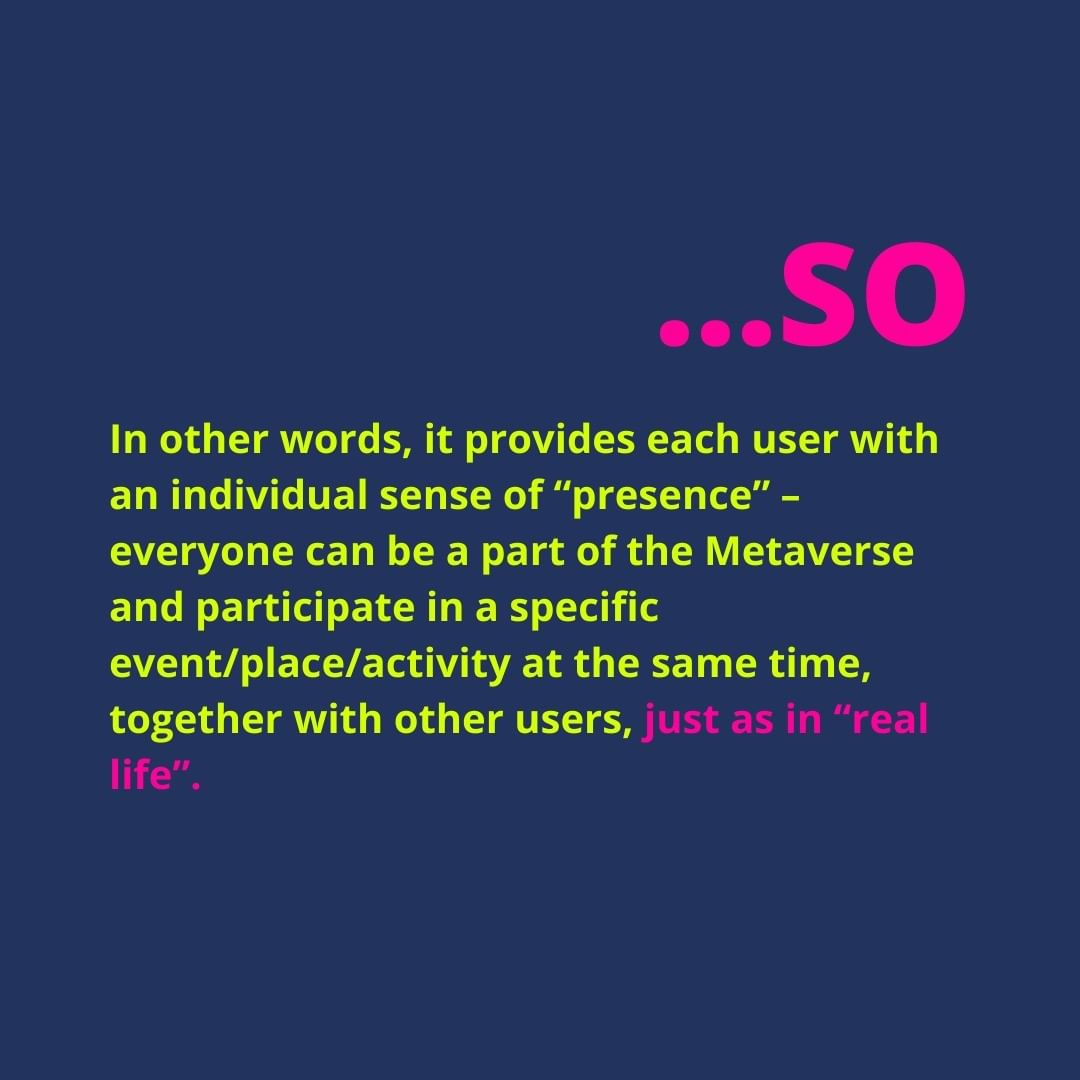 ...so
In other words, it provides each user with
an individual sense of “presence” –
everyone can be a part of the Metaverse
and participate in a specific
event/place/activity at the same time,
together with other users, just as in “real
life”.